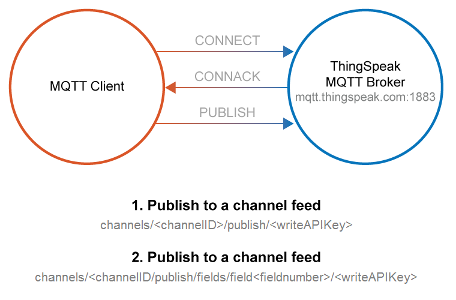 CONNECT
MQTT Client
CONNACK
PUBLISH
ThingSpeak
MQTT Broker
mqtt.thingspeak.com:1883
1. Publish to a channel feed
channels/<channelID>/publish/<writeAPIKey>
2. Publish to a channel feed
channels/<channelID/publish/fields/field<fieldnumber>/<writeAPIKey>